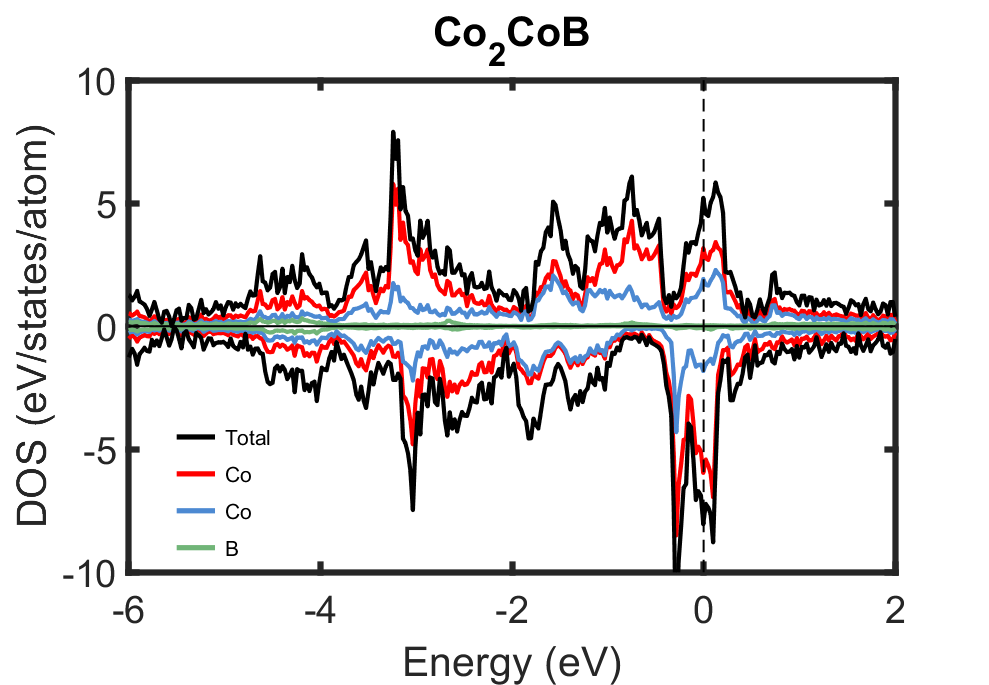 Co₂CoB
DOS (eV/states/atom)
10
5
0
-5
-10
Total
Co
Co
B
-6 -4 -2 0 2
Energy (eV)